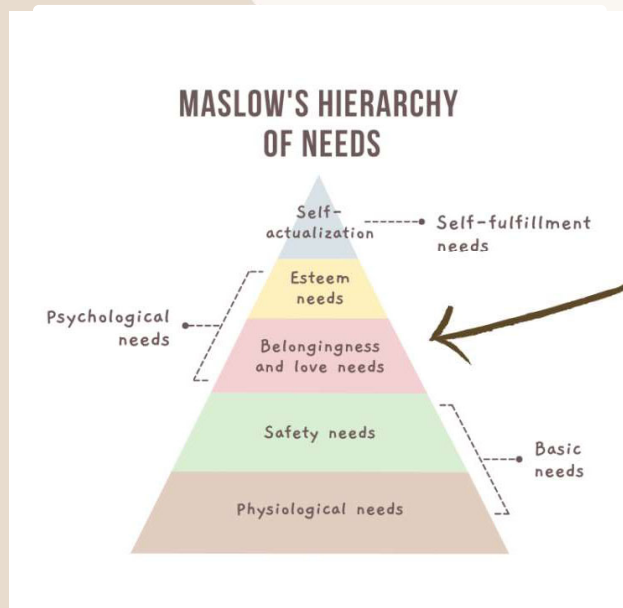 MASLOW'S HIERARCHY
OF NEEDS
Self-
actualization
Self-fulfillment
needs
Esteem
needs
Psychological
needs
Belongingness
and love needs
Safety needs
Basic
needs
Physiological needs